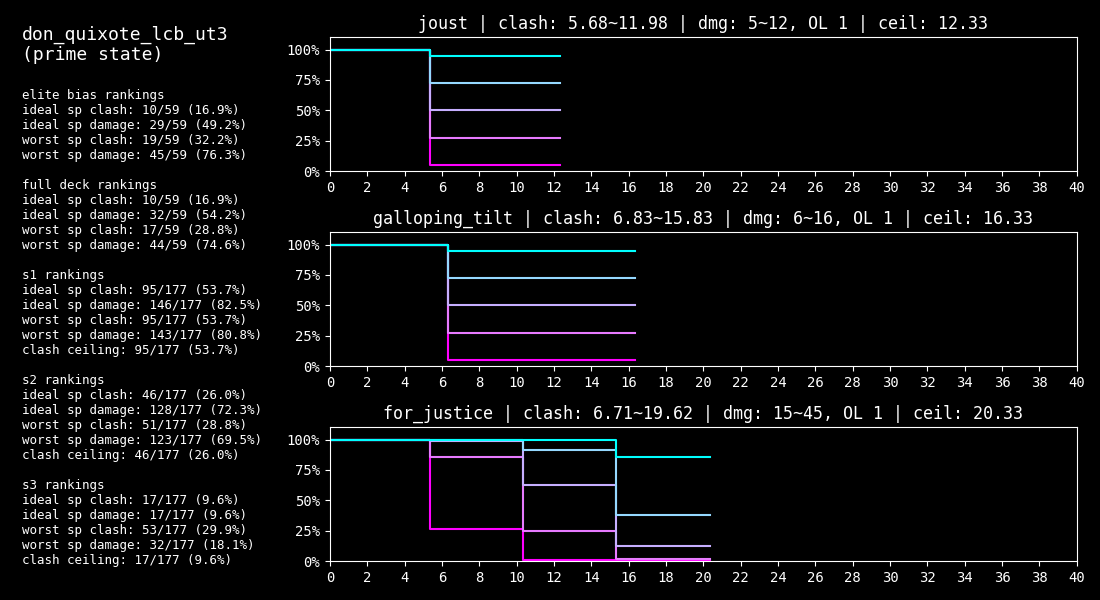 don_quixote_lcb_ut3
(prime state)
elite bias rankings
ideal sp clash: 10/59 (16.9%)
ideal sp damage: 29/59 (49.2%)
worst sp clash: 19/59 (32.2%)
worst sp damage: 45/59 (76.3%)
full deck rankings
ideal sp clash: 10/59 (16.9%)
ideal sp damage: 32/59 (54.2%)
worst sp clash: 17/59 (28.8%)
worst sp damage: 44/59 (74.6%)
s1 rankings
ideal sp clash: 95/177 (53.7%)
ideal sp damage: 146/177 (82.5%)
worst sp clash: 95/177 (53.7%)
worst sp damage: 143/177 (80.8%)
clash ceiling: 95/177 (53.7%)
s2 rankings
ideal sp clash: 46/177 (26.0%)
ideal sp damage: 128/177 (72.3%)
worst sp clash: 51/177 (28.8%)
worst sp damage: 123/177 (69.5%)
clash ceiling: 46/177 (26.0%)
s3 rankings
ideal sp clash: 17/177 (9.6%)
ideal sp damage: 17/177 (9.6%)
worst sp clash: 53/177 (29.9%)
worst sp damage: 32/177 (18.1%)
clash ceiling: 17/177 (9.6%)
joust | clash: 5.68~11.98 | dmg: 5~12, OL 1 | ceil: 12.33
100%
75%
50%
25%
0%
0 2 4 6 8 10 12 14 16 18 20 22 24 26 28 30 32 34 36 38 40
galloping_tilt | clash: 6.83~15.83 | dmg: 6~16, OL 1 | ceil: 16.33
100%
75%
50%
25%
0%
0 2 4 6 8 10 12 14 16 18 20 22 24 26 28 30 32 34 36 38 40
for_justice | clash: 6.71~19.62 | dmg: 15~45, OL 1 | ceil: 20.33
100%
75%
50%
25%
0%
0 2 4 6 8 10 12 14 16 18 20 22 24 26 28 30 32 34 36 38 40